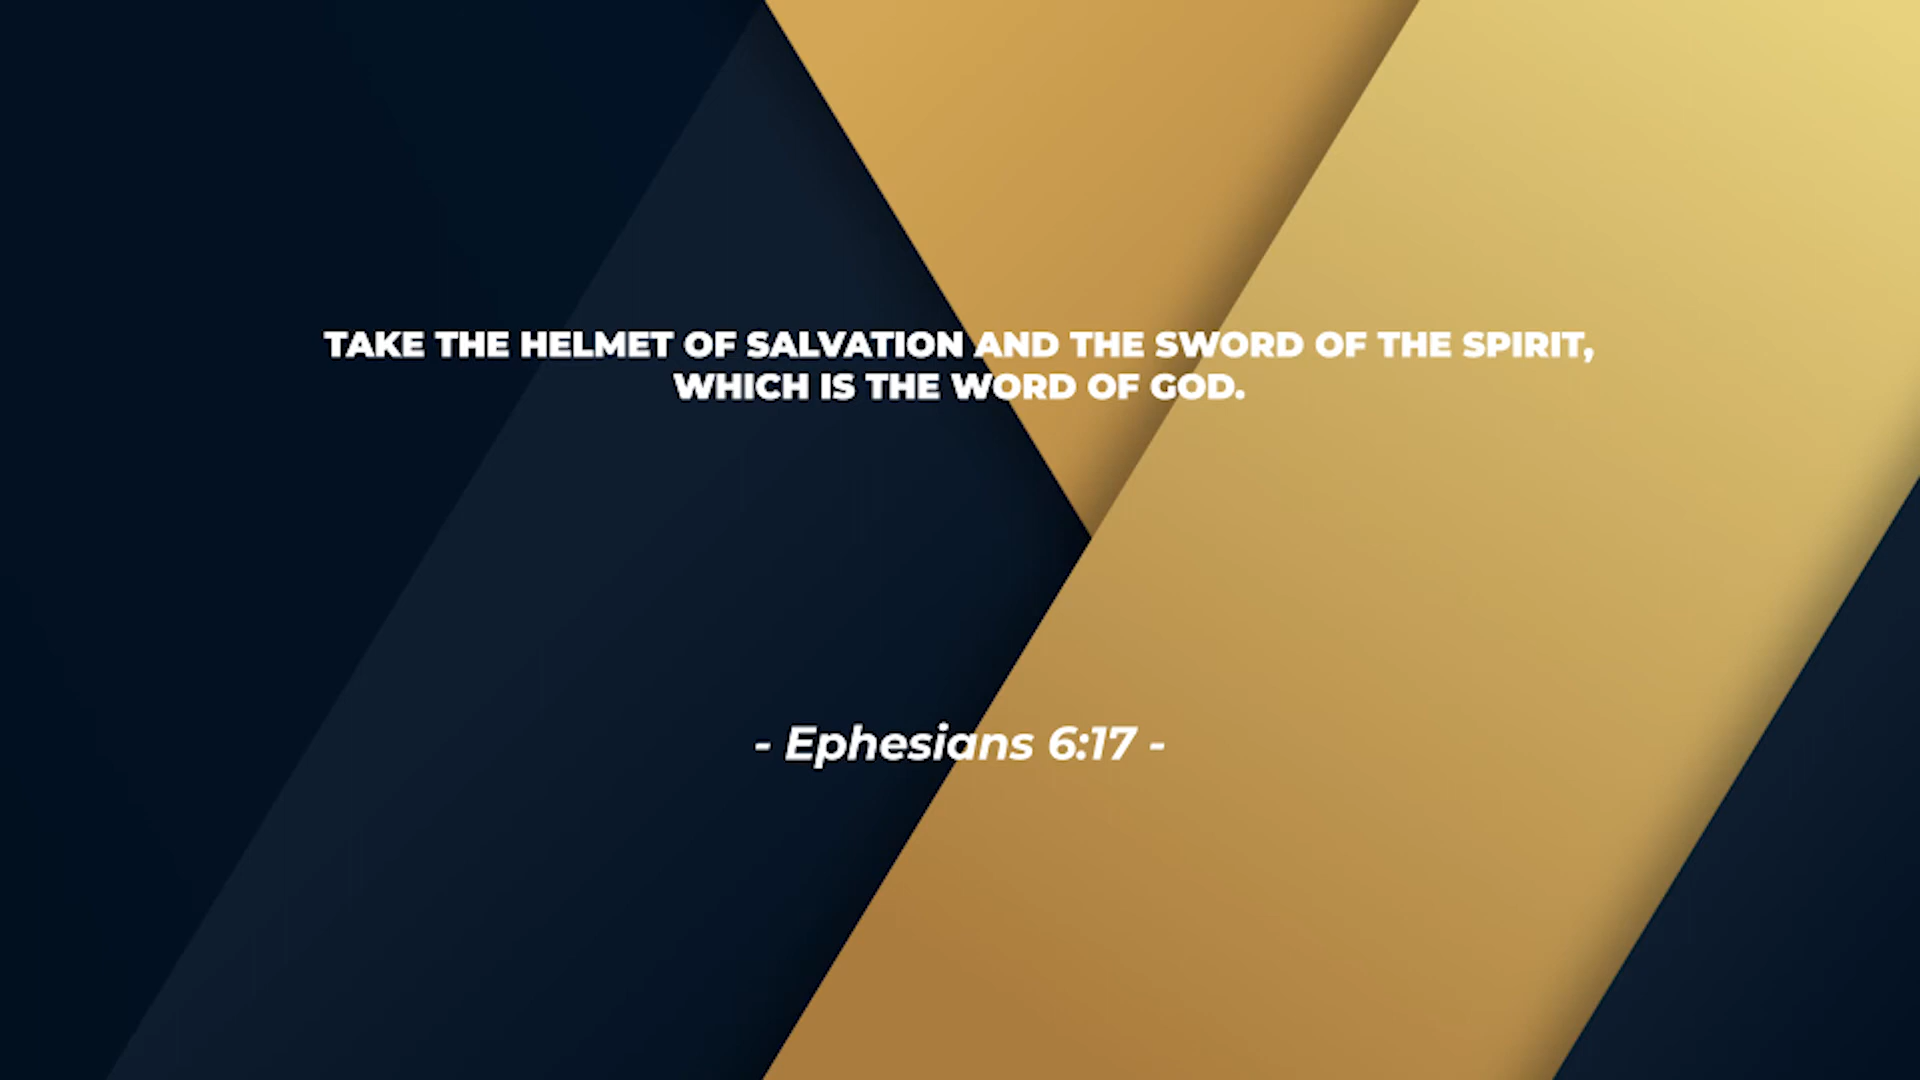 TAKE THE HELMET OF SALVATION AND THE SWORD OF THE SPIRIT,
WHICH IS THE WORD OF GOD.
- Ephesians 6:17 -